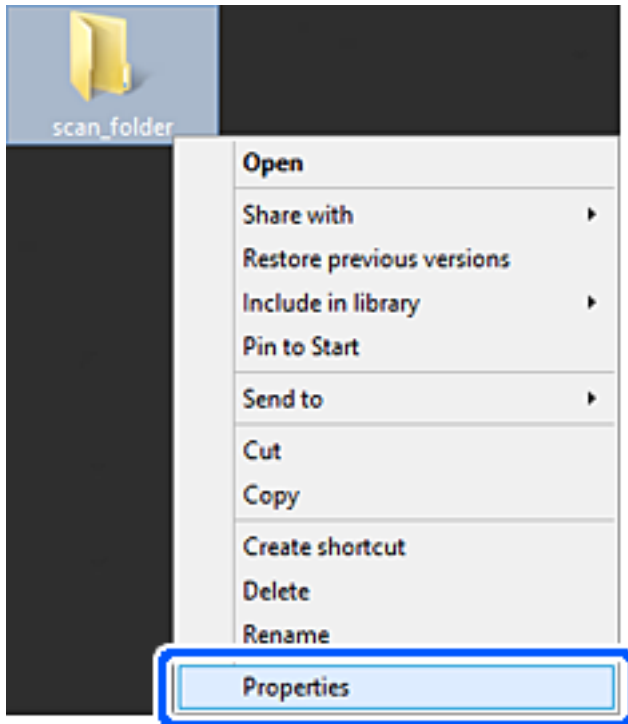 scan_folder
Open
Share with
Restore previous versions
Include in library
Pin to Start
Send to
Cut
Copy
Create shortcut
Delete
Rename
Properties